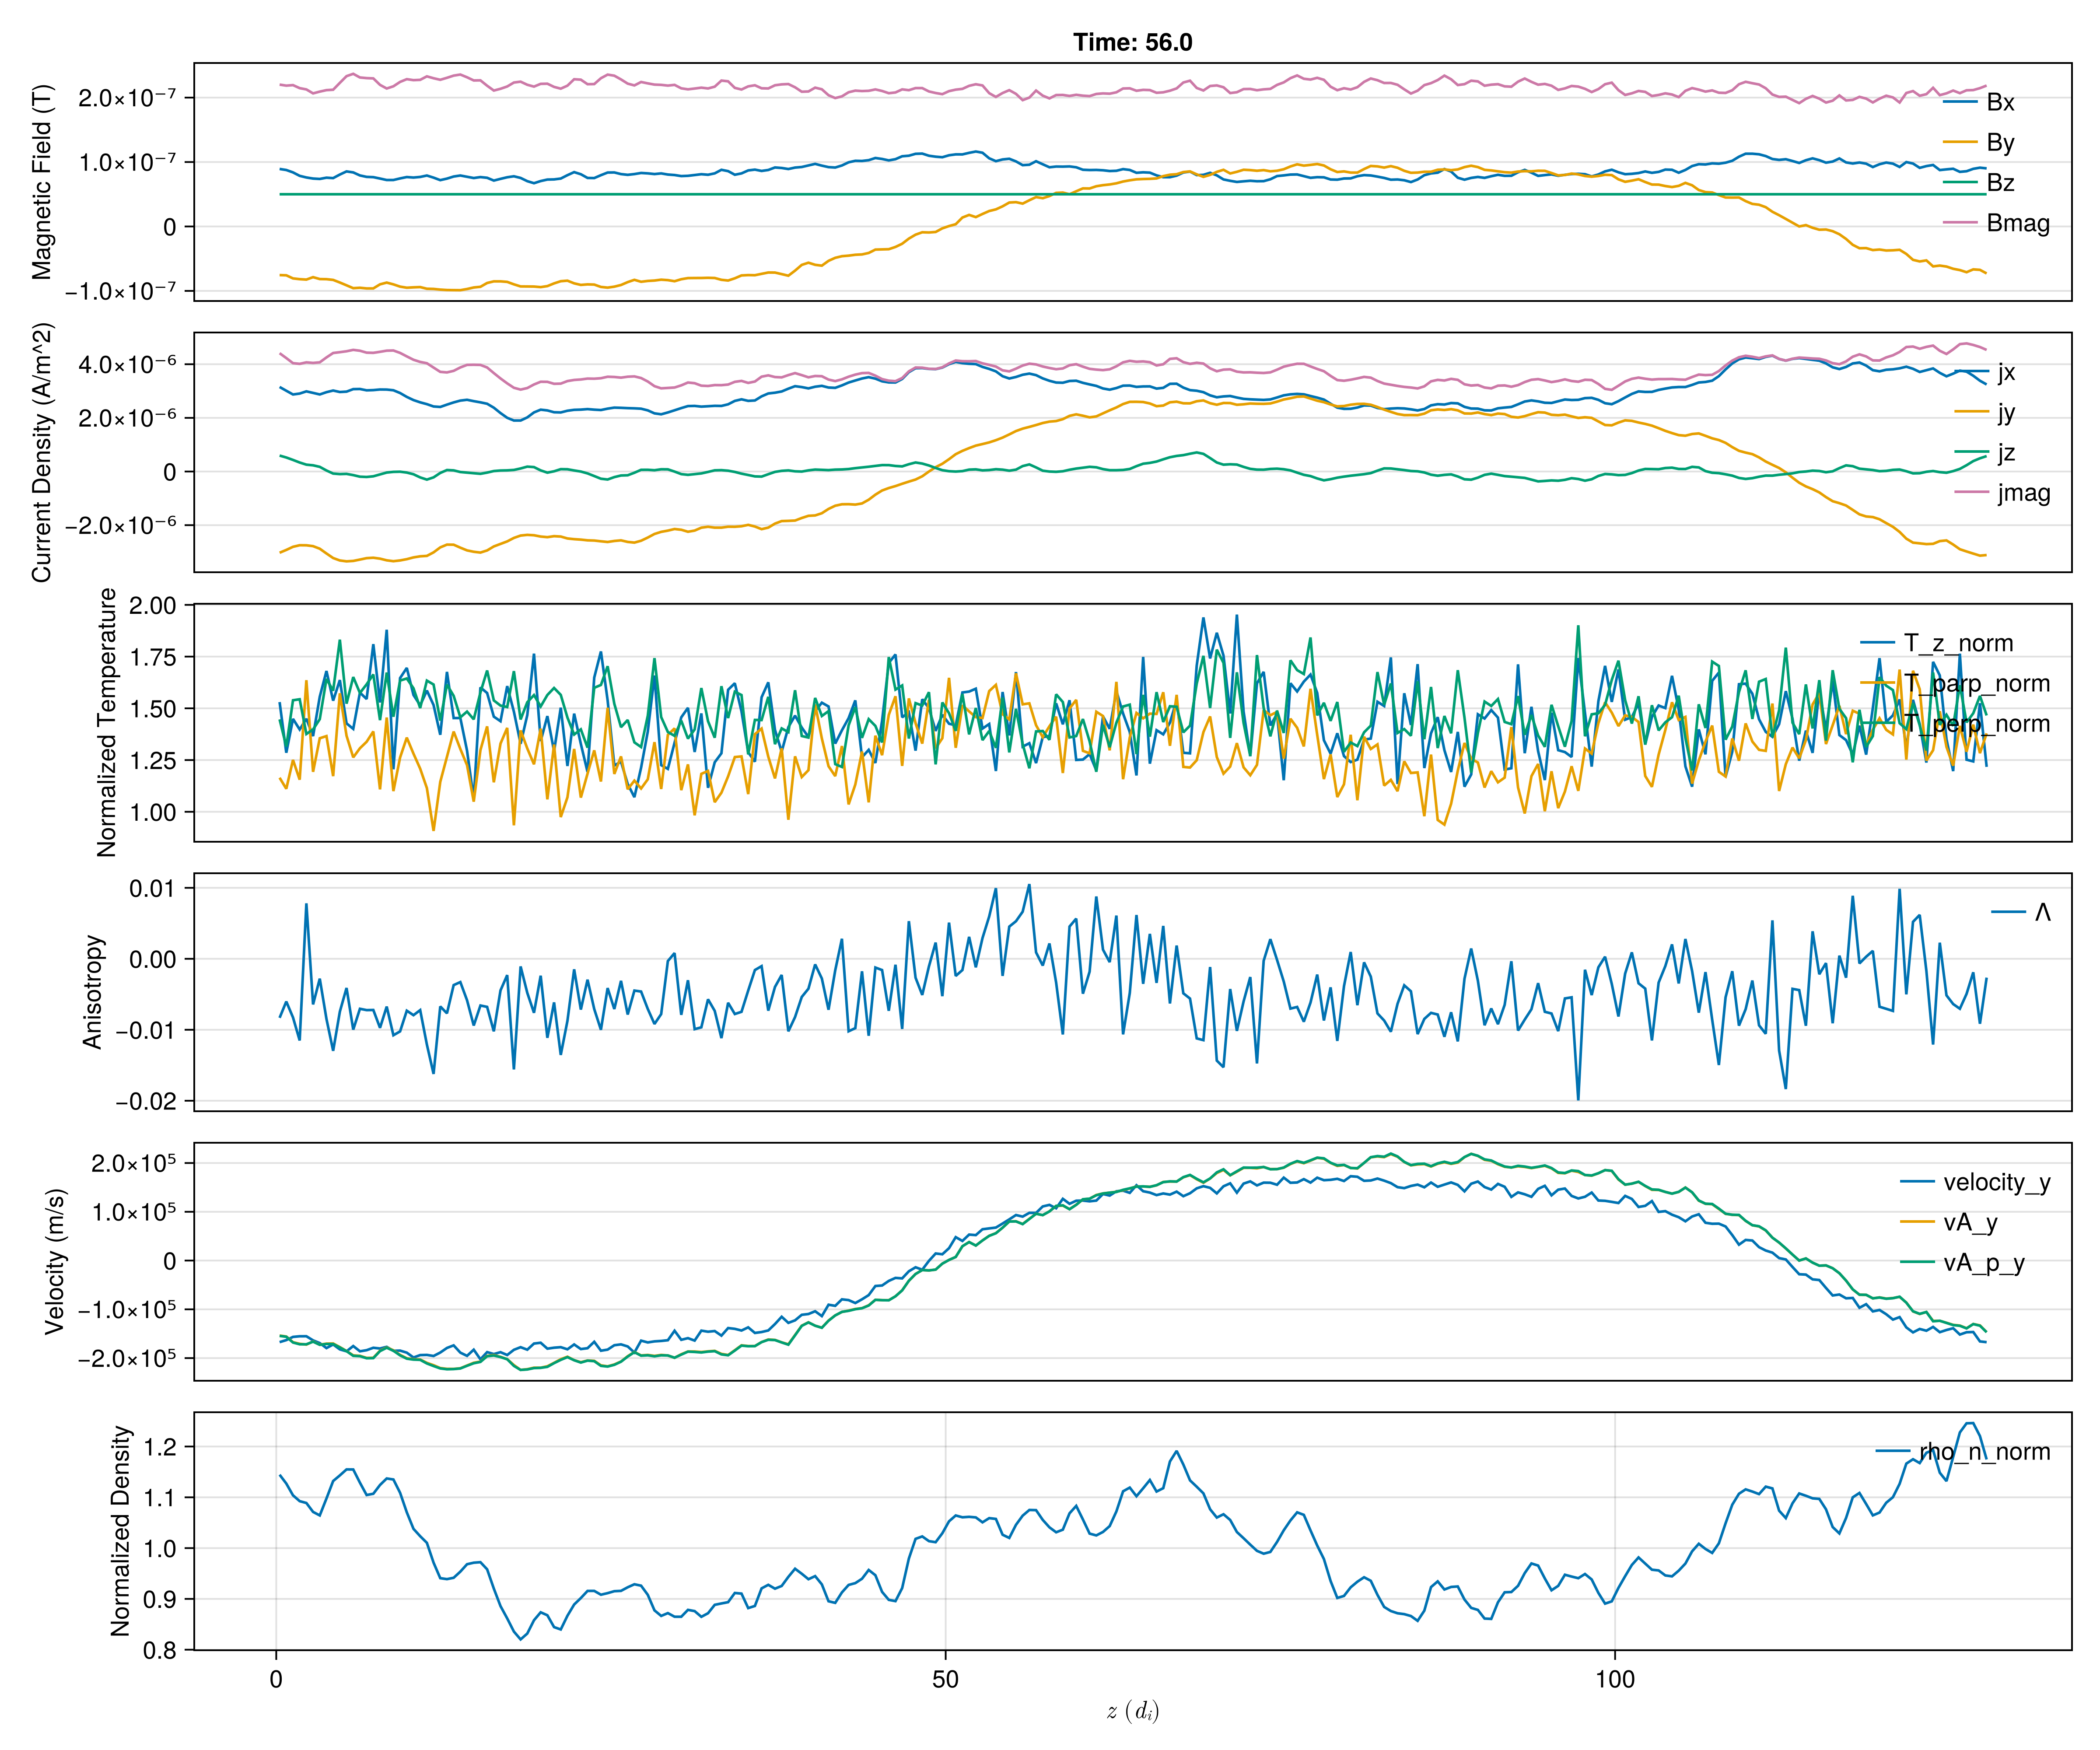 Time: 56.0
Magnetic Field (T)
2.0×10⁻⁷
1.0×10⁻⁷
0
−1.0×10⁻⁷
Bx
By
Bz
Bmag
Current Density (A/m^2)
4.0×10⁻⁶
2.0×10⁻⁶
0
−2.0×10⁻⁶
jx
jy
jz
jmag
Normalized Temperature
2.00
1.75
1.50
1.25
1.00
T_z_norm
T_parp_norm
T_perp_norm
Anisotropy
0.01
0.00
−0.01
−0.02
Λ
Velocity (m/s)
2.0×10⁵
1.0×10⁵
0
−1.0×10⁵
−2.0×10⁵
velocity_y
vA_y
vA_p_y
Normalized Density
1.2
1.1
1.0
0.9
0.8
rho_n_norm
0 50 100
z (dᵢ)